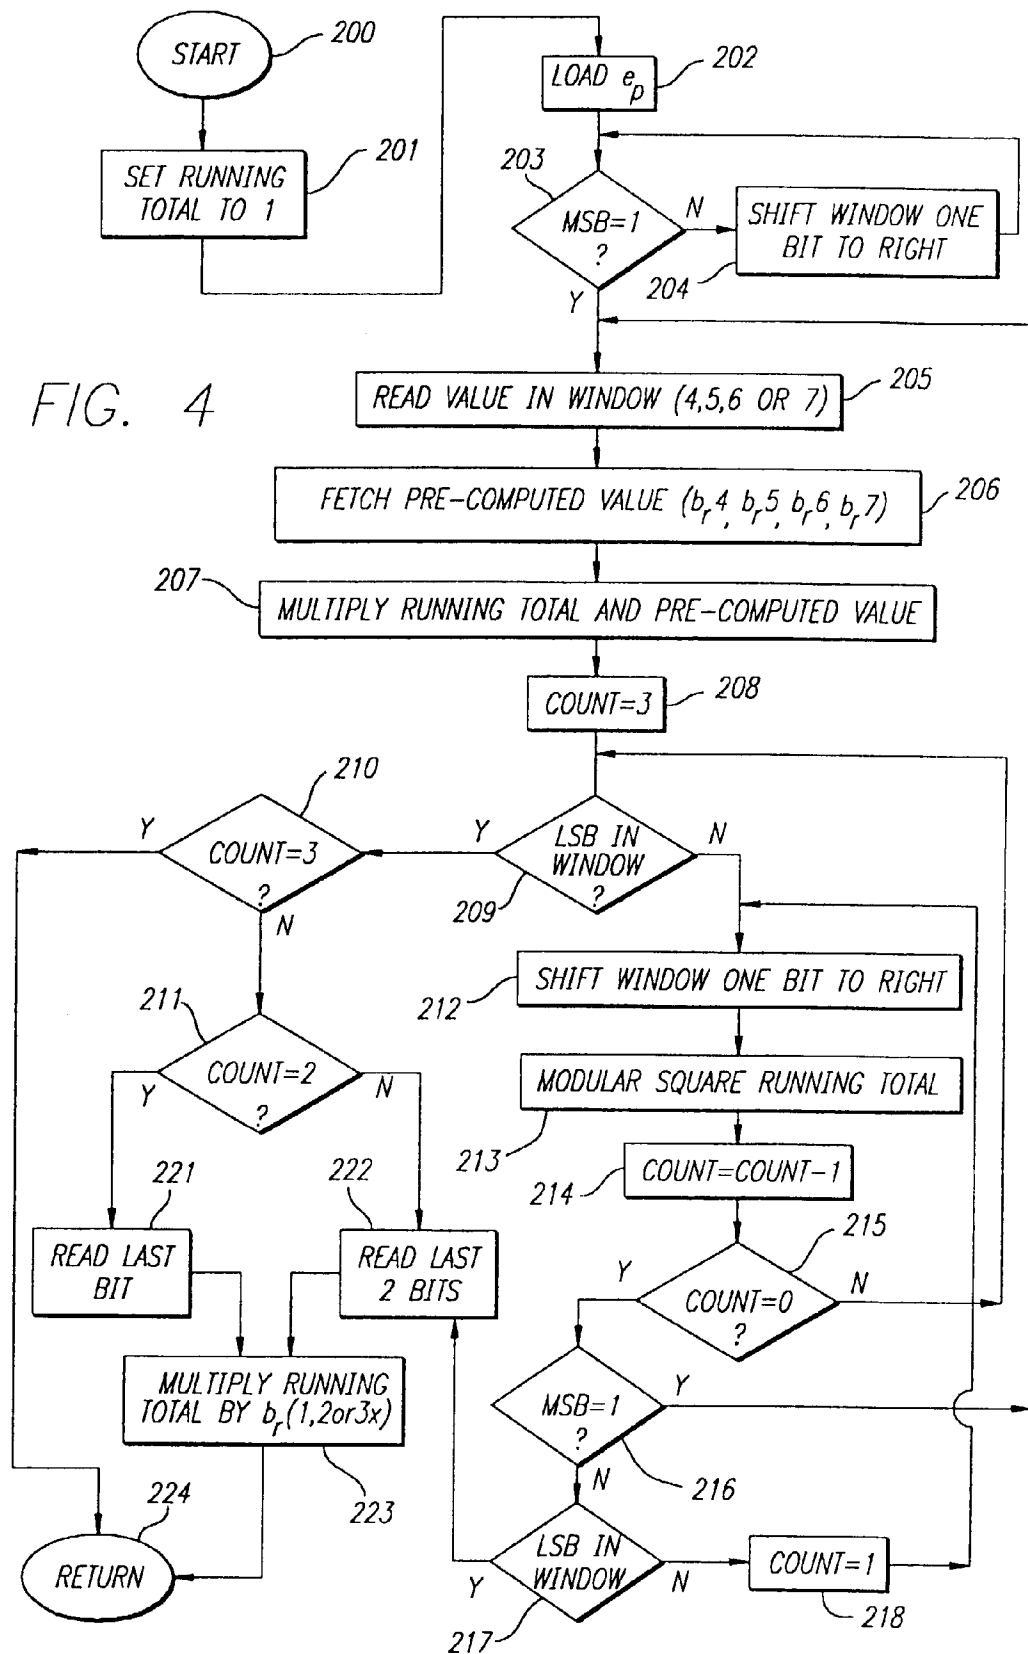 START
200
SET RUNNING
TOTAL TO 1
201
LOAD e_p
202
203
MSB=1
?
N
Y
SHIFT WINDOW ONE
BIT TO RIGHT
204
FIG. 4
READ VALUE IN WINDOW (4,5,6 OR 7)
205
FETCH PRE-COMPUTED VALUE (b_r4, b_r5, b_r6, b_r7)
206
207
MULTIPLY RUNNING TOTAL AND PRE-COMPUTED VALUE
COUNT=3
208
210
Y
COUNT=3
?
N
Y
LSB IN
WINDOW
?
N
209
SHIFT WINDOW ONE BIT TO RIGHT
212
211
Y
COUNT=2
?
N
MODULAR SQUARE RUNNING TOTAL
213
COUNT=COUNT-1
214
221
READ LAST
BIT
222
READ LAST
2 BITS
215
Y
COUNT=0
?
N
MULTIPLY RUNNING
TOTAL BY b_r(1,2or3x)
223
MSB=1
?
Y
N
216
224
RETURN
LSB IN
WINDOW
Y
N
217
COUNT=1
218